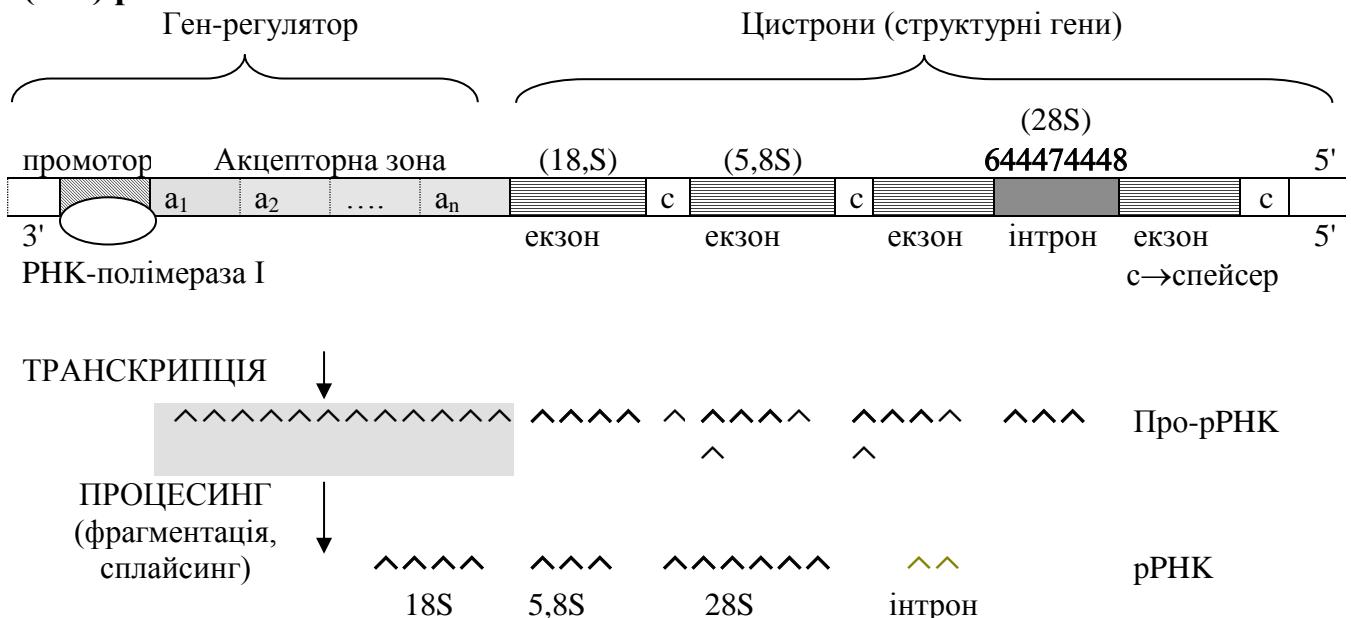 Ген-регулятор Цистрони (структурні гени)
(28S)
промотор Акцепторна зона (18,S) (5,8S) 644474448 5'
a₁ a₂ …. aₙ с с с
3' екзон екзон екзон інтрон екзон 5'
РНК-полімераза I с→спейсер
ТРАНСКРИПЦІЯ
Про-рРНК
ПРОЦЕСИНГ
(фрагментація,
сплайсинг) рРНК
18S 5,8S 28S інтрон